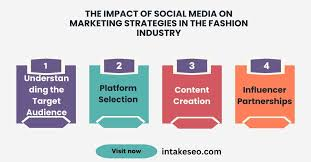 THE IMPACT OF SOCIAL MEDIA ON
MARKETING STRATEGIES IN THE FASHION
INDUSTRY
1
Understan
ding the
Target
Audience
2
Platform
Selection
3
Content
Creation
4
Influencer
Partnerships
Visit now
intakeseo.com